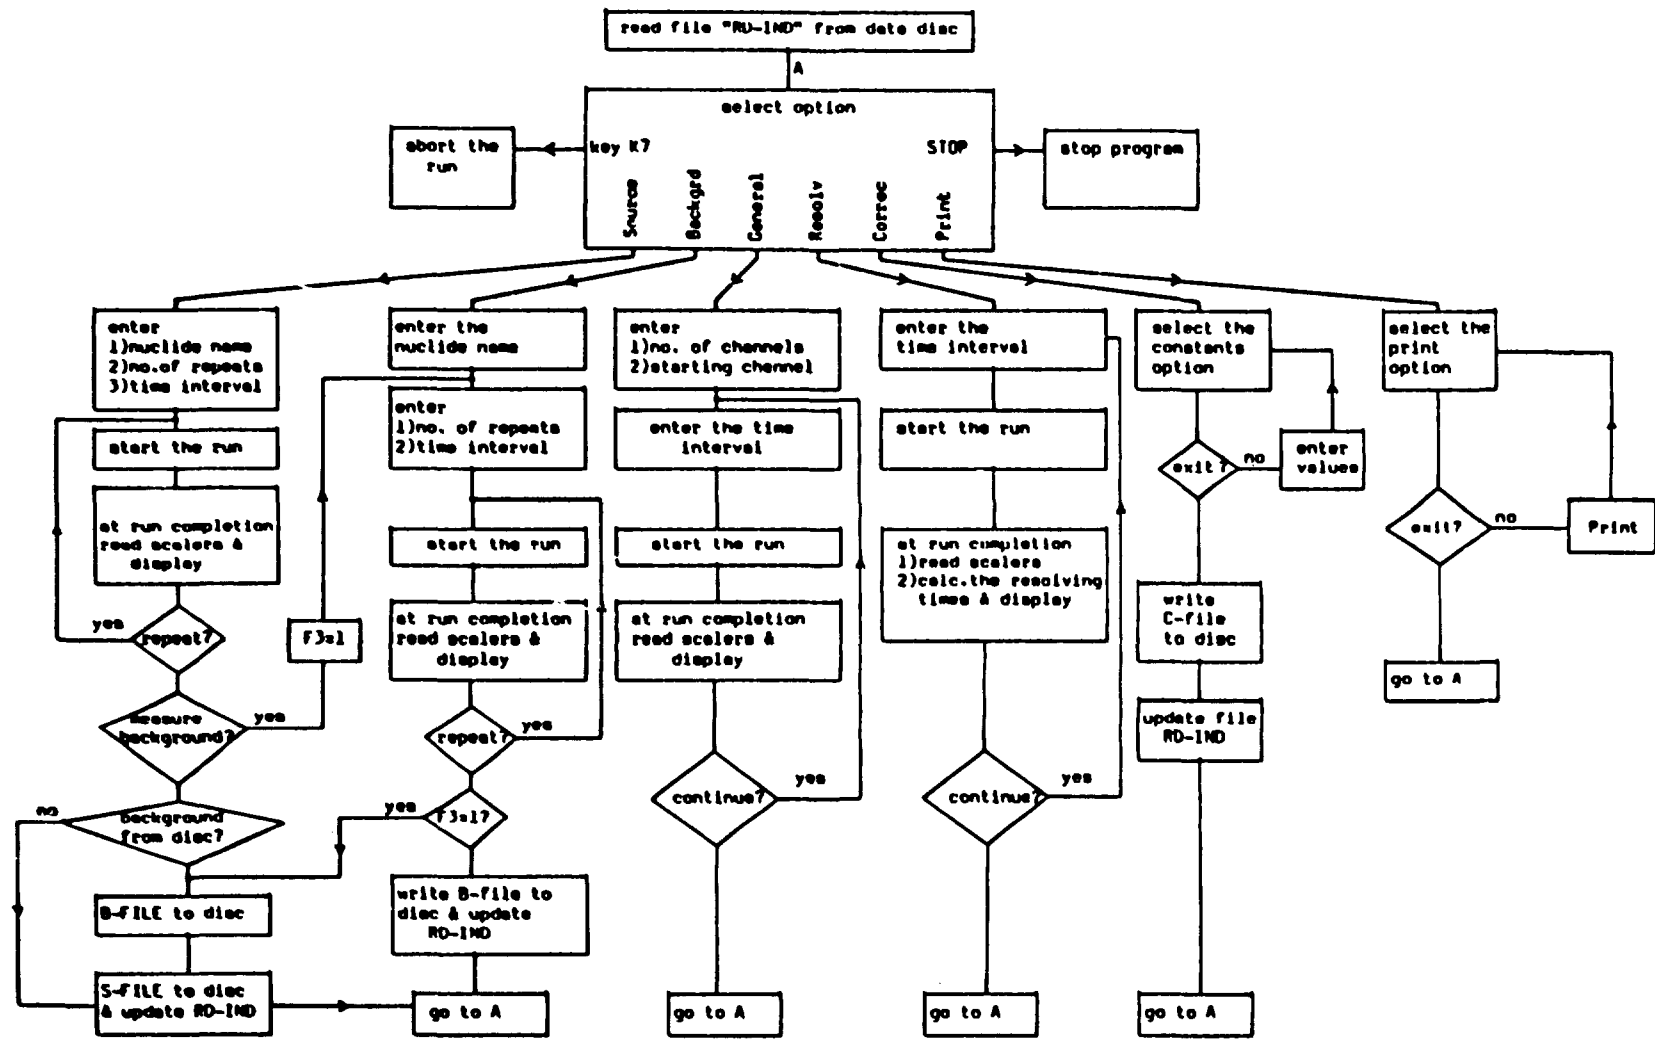 read file "RD-IND" from data disc
A
select option
key K7
STOP
abort the
run
stop program
Source
Backgrd
General
Resolv
Correc
Print
enter
1)nuclide name
2)no.of repeats
3)time interval
start the run
at run completion
read scalers &
display
repeat?
yes
measure
background?
yes
F3=1
background
from disc?
no
B-FILE to disc
S-FILE to disc
& update RD-IND
enter the
nuclide name
enter
1)no. of repeats
2)time interval
start the run
at run completion
read scalers &
display
repeat?
yes
F3=1?
yes
write B-file to
disc & update
RD-IND
go to A
enter
1)no. of channels
2)starting channel
enter the time
interval
start the run
at run completion
read scalers &
display
continue?
yes
go to A
enter the
time interval
start the run
at run completion
1)read scalers
2)calc.the resolving
times & display
continue?
yes
go to A
select the
constants
option
exit?
no
enter
values
write
C-file
to disc
update file
RD-IND
go to A
select the
print
option
exit?
no
Print
go to A